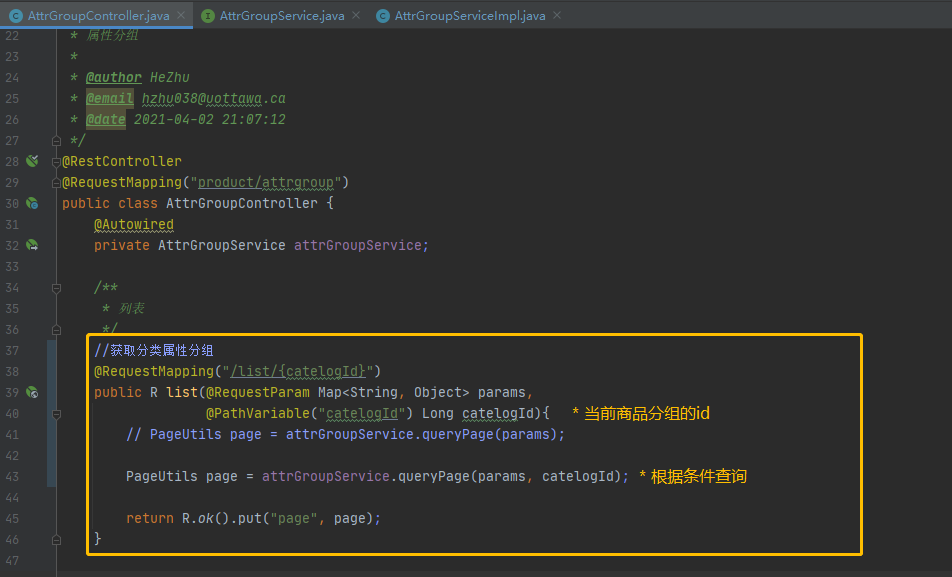 AttrGroupController.java AttrGroupService.java AttrGroupServiceImpl.java
22 * 属性分组
23 *
24 * @author HeZhu
25 * @email hzhu038@uottawa.ca
26 * @date 2021-04-02 21:07:12
27 */
28 @RestController
29 @RequestMapping("product/attrgroup")
30 public class AttrGroupController {
31 @Autowired
32 private AttrGroupService attrGroupService;
33
34 /**
35 * 列表
36 */
37 //获取分类属性分组
38 @RequestMapping("/list/{catelogId}")
39 public R list(@RequestParam Map<String, Object> params,
40 @PathVariable("catelogId") Long catelogId){ * 当前商品分组的id
41 // PageUtils page = attrGroupService.queryPage(params);
42
43 PageUtils page = attrGroupService.queryPage(params, catelogId); * 根据条件查询
44
45 return R.ok().put("page", page);
46 }
47